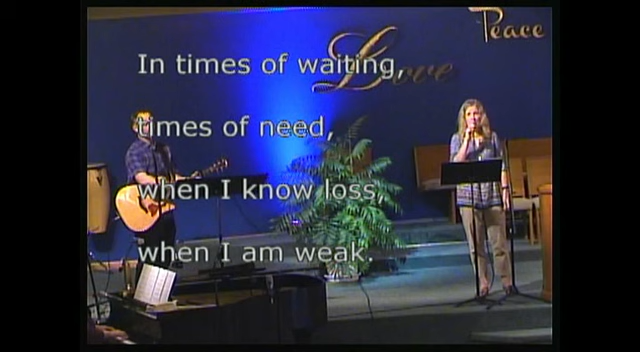 Peace
Love
In times of waiting,
times of need,
when I know loss,
when I am weak.